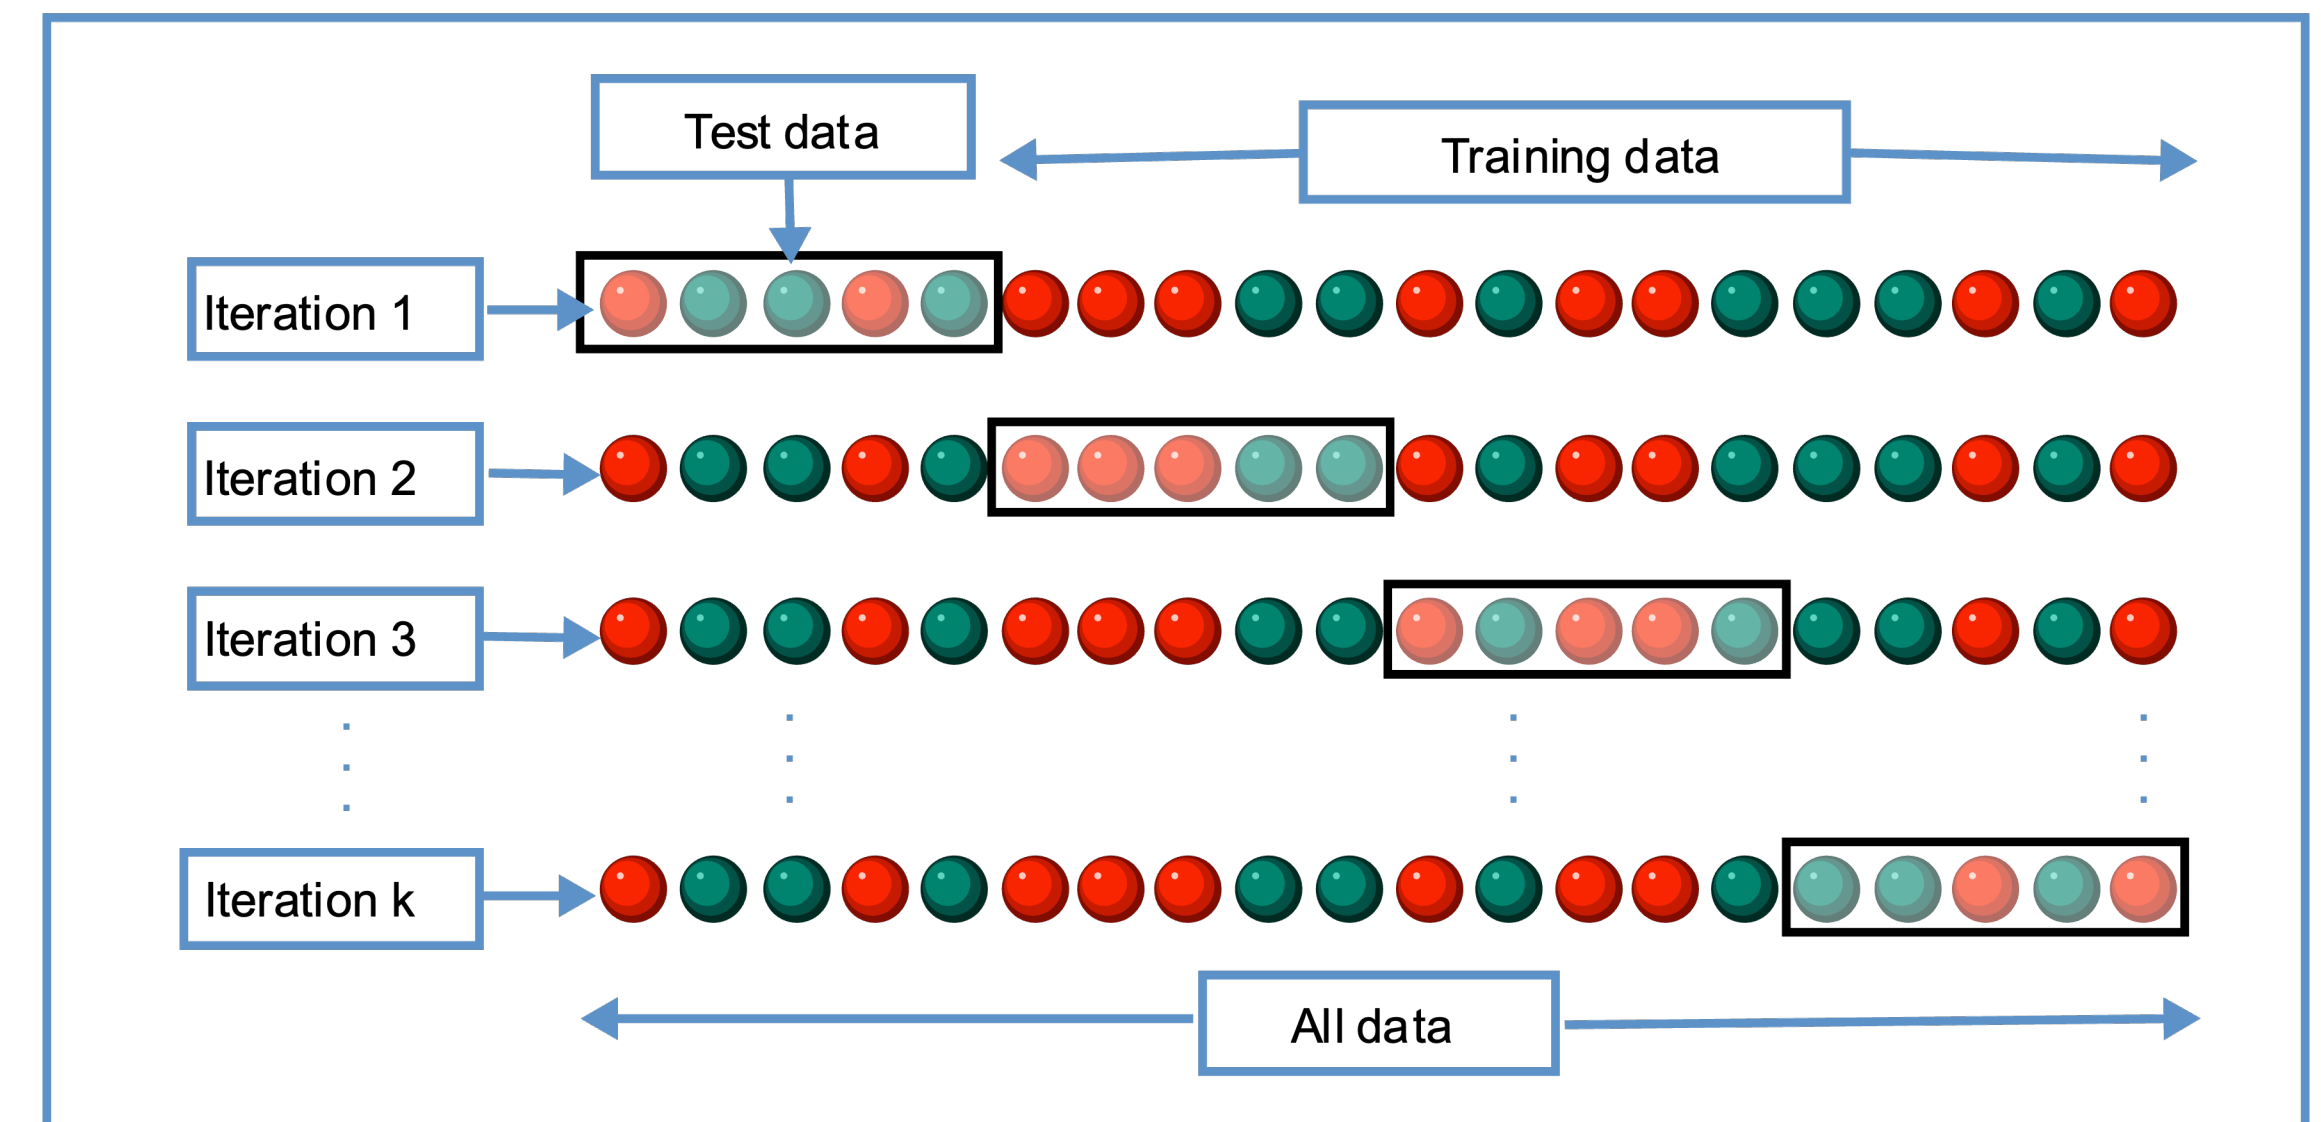 Test data
Training data
Iteration 1
Iteration 2
Iteration 3
Iteration k
All data